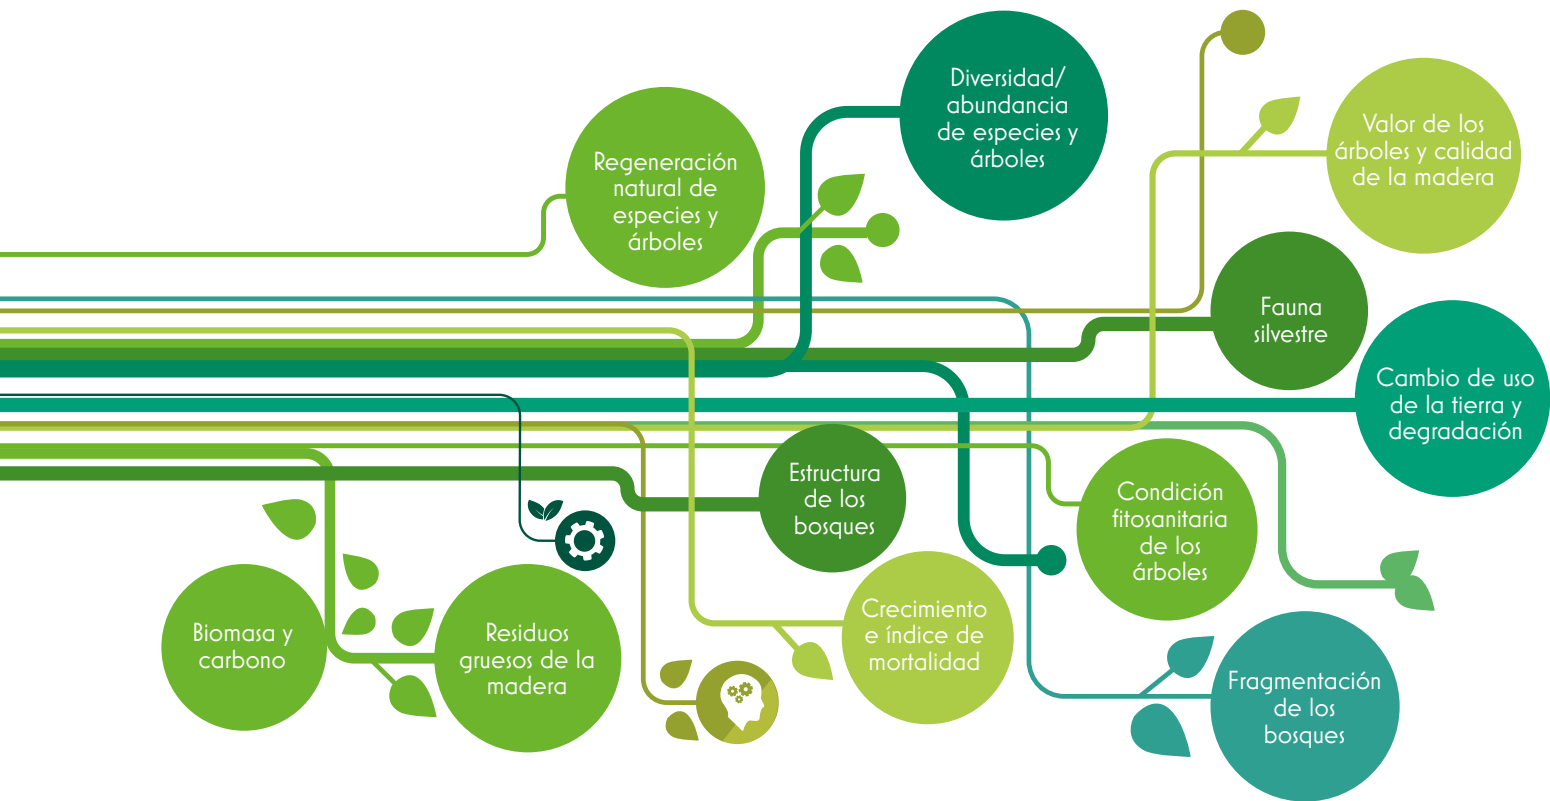 Diversidad/
abundancia
de especies y
árboles
Valor de los
árboles y calidad
de la madera
Regeneración
natural de
especies y
árboles
Fauna
silvestre
Cambio de uso
de la tierra y
degradación
Estructura
de los
bosques
Condición
fitosanitaria
de los
árboles
Crecimiento
e índice de
mortalidad
Biomasa y
carbono
Residuos
gruesos de la
madera
Fragmentación
de los
bosques